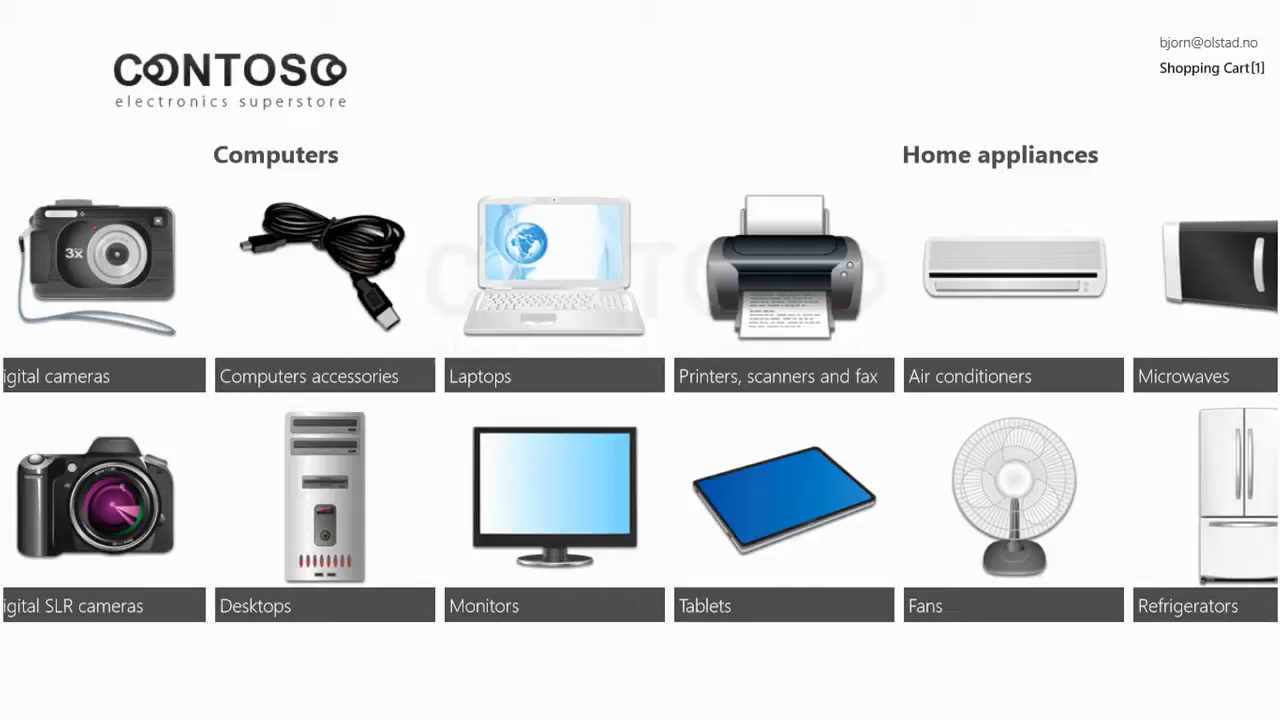 CONTOSO
electronics superstore
bjorn@olstad.no
Shopping Cart[1]
Computers
Home appliances
3x
igital cameras
Computers accessories
Laptops
Printers, scanners and fax
Air conditioners
Microwaves
igital SLR cameras
Desktops
Monitors
Tablets
Fans
Refrigerators